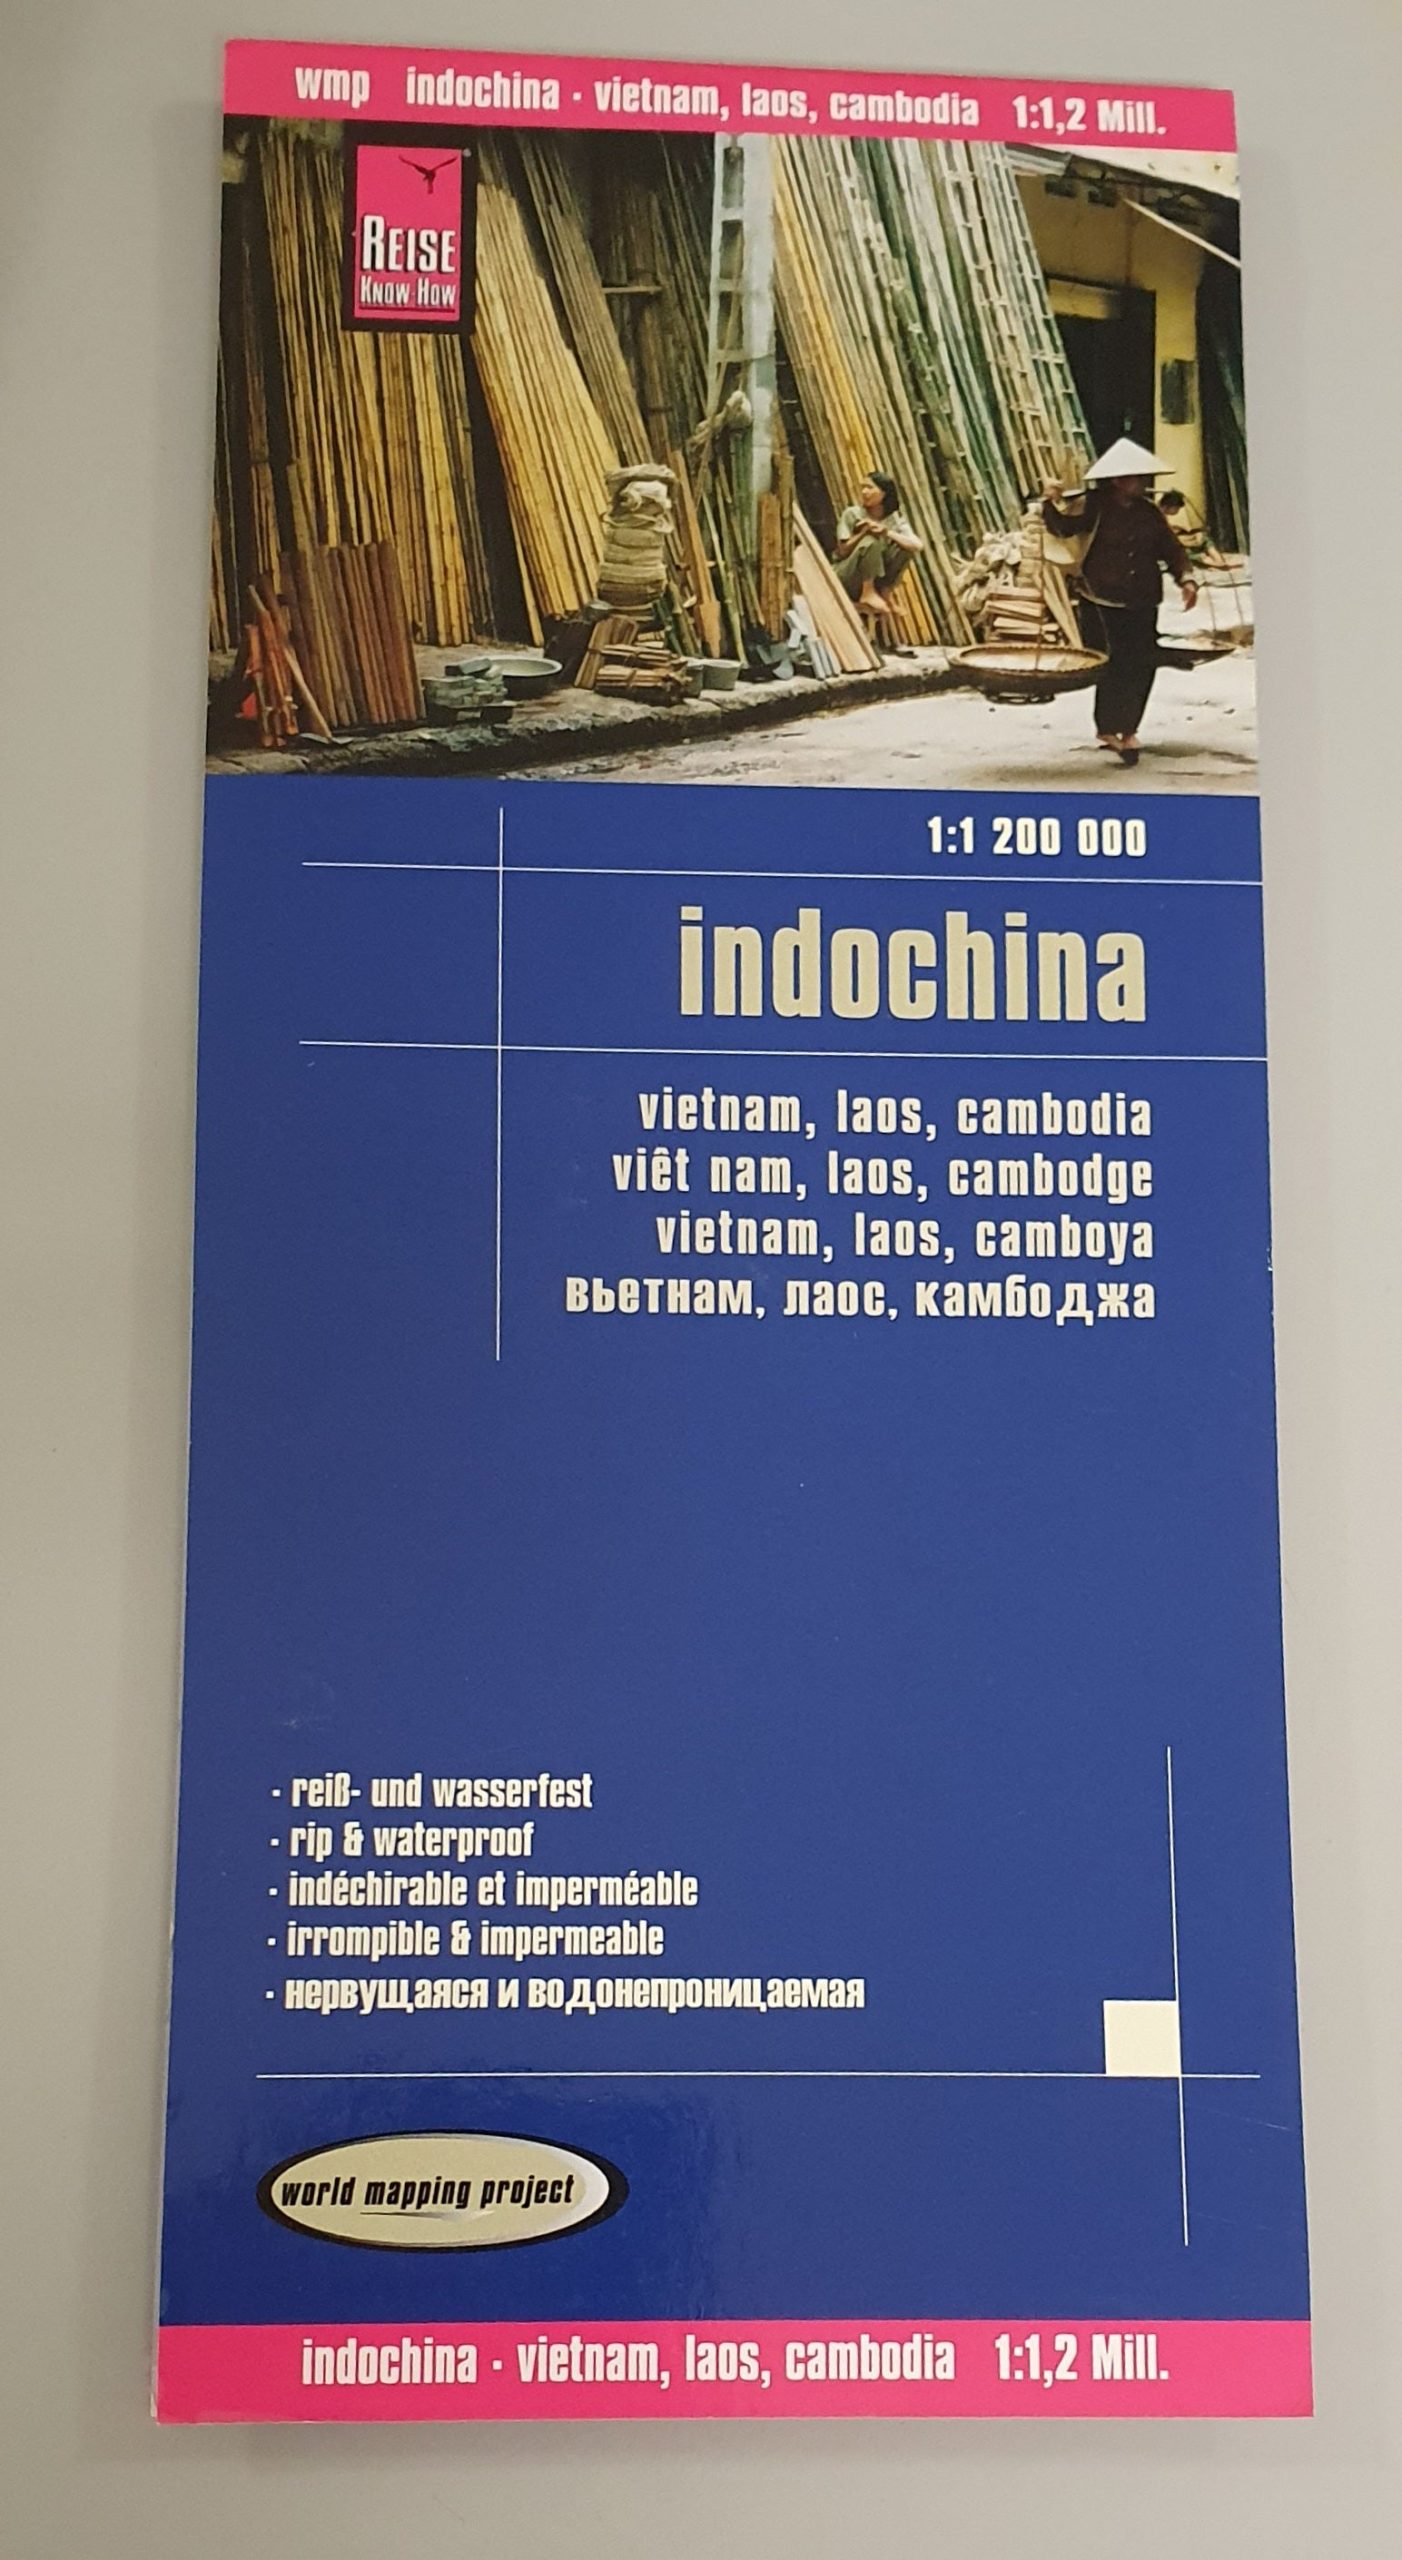 wmp indochina · vietnam, laos, cambodia 1:1,2 Mill.
REISE
KNOW-HOW
1:1 200 000
indochina
vietnam, laos, cambodia
viêt nam, laos, cambodge
vietnam, laos, camboya
вьетнам, лаос, камбоджа
· reiß- und wasserfest
· rip & waterproof
· indéchirable et imperméable
· irrompible & impermeable
· нервущаяся и водонепроницаемая
world mapping project
indochina · vietnam, laos, cambodia 1:1,2 Mill.